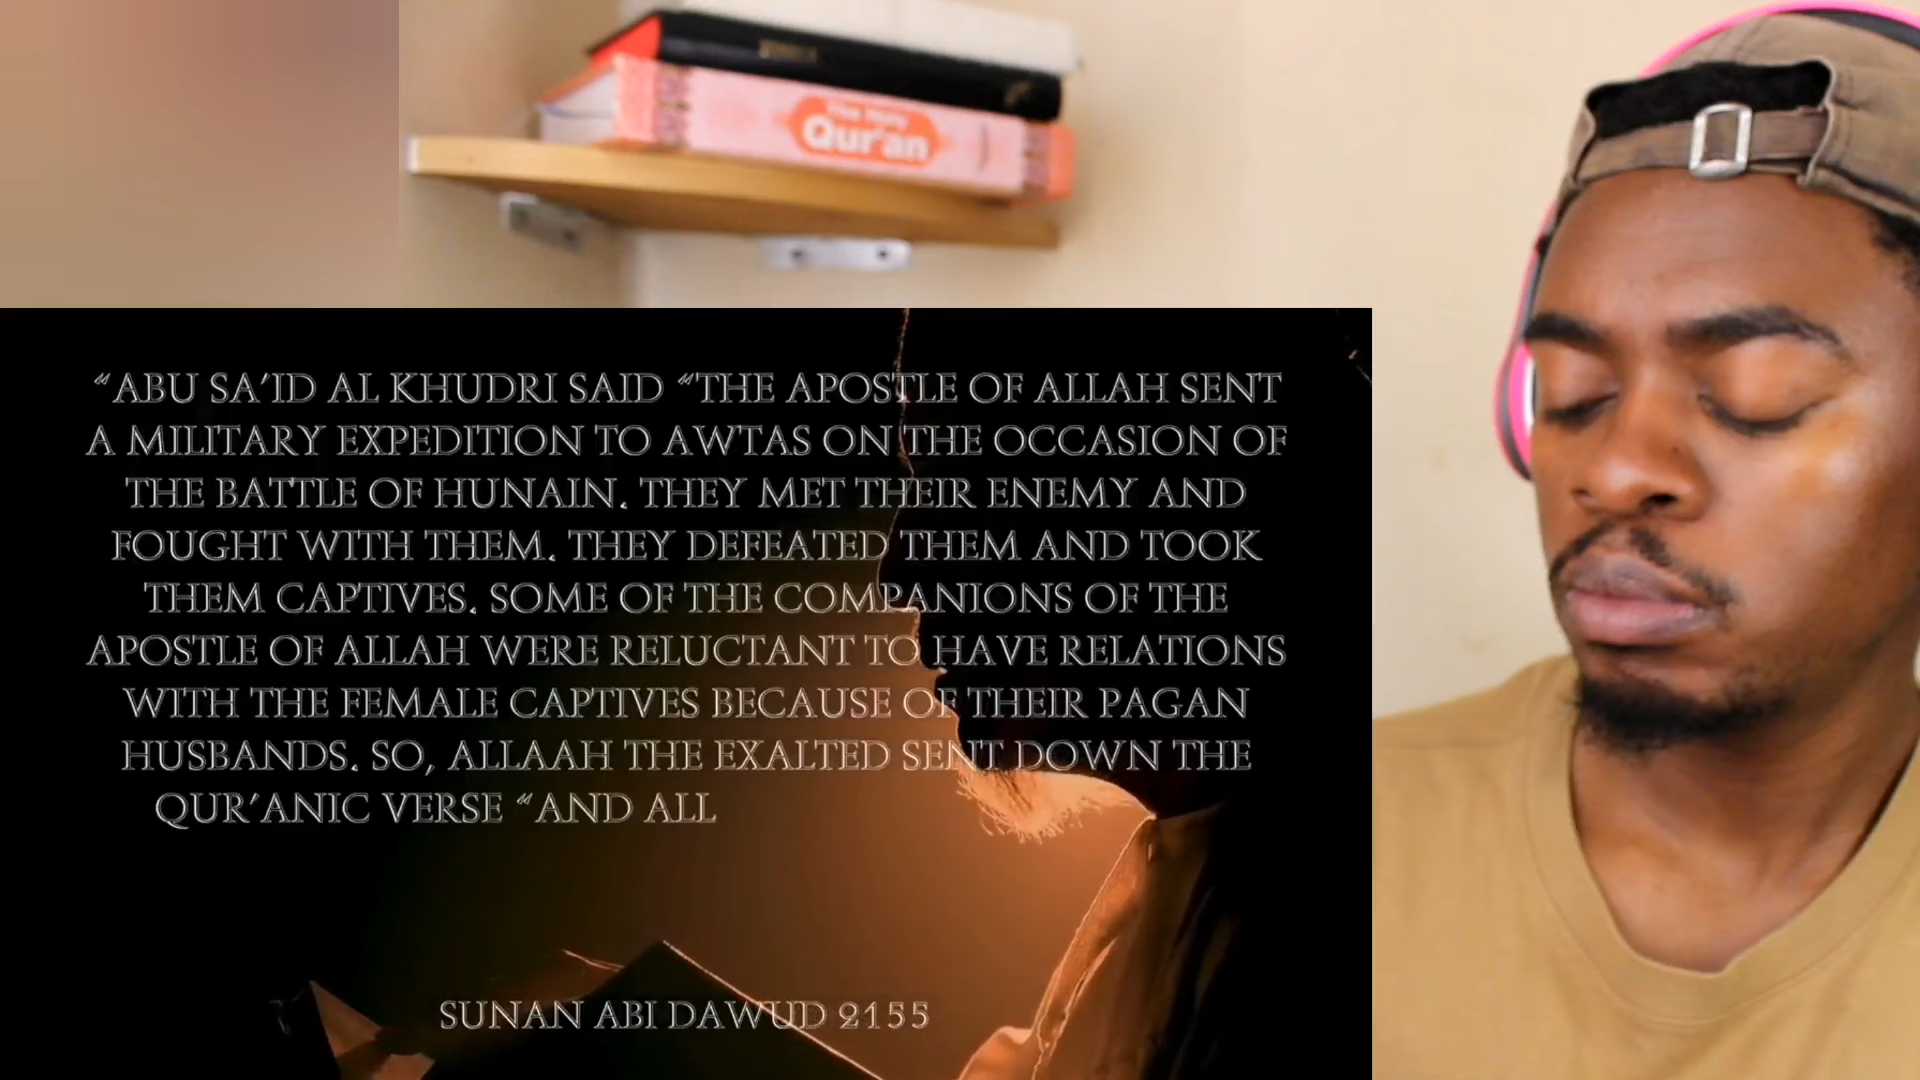 The Holy
Qur'an
“ABU SA’ID AL KHUDRI SAID “THE APOSTLE OF ALLAH SENT
A MILITARY EXPEDITION TO AWTAS ON THE OCCASION OF
THE BATTLE OF HUNAIN. THEY MET THEIR ENEMY AND
FOUGHT WITH THEM. THEY DEFEATED THEM AND TOOK
THEM CAPTIVES. SOME OF THE COMPANIONS OF THE
APOSTLE OF ALLAH WERE RELUCTANT TO HAVE RELATIONS
WITH THE FEMALE CAPTIVES BECAUSE OF THEIR PAGAN
HUSBANDS. SO, ALLAAH THE EXALTED SENT DOWN THE
QUR’ANIC VERSE “AND ALL
SUNAN ABI DAWUD 2155